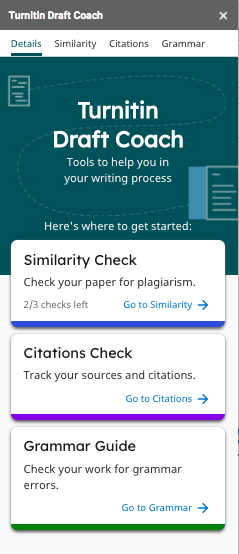 Turnitin Draft Coach ×
Details Similarity Citations Grammar
Turnitin
Draft Coach
Tools to help you in
your writing process
Here's where to get started:
Similarity Check
Check your paper for plagiarism.
2/3 checks left Go to Similarity →
Citations Check
Track your sources and citations.
Go to Citations →
Grammar Guide
Check your work for grammar
errors.
Go to Grammar →